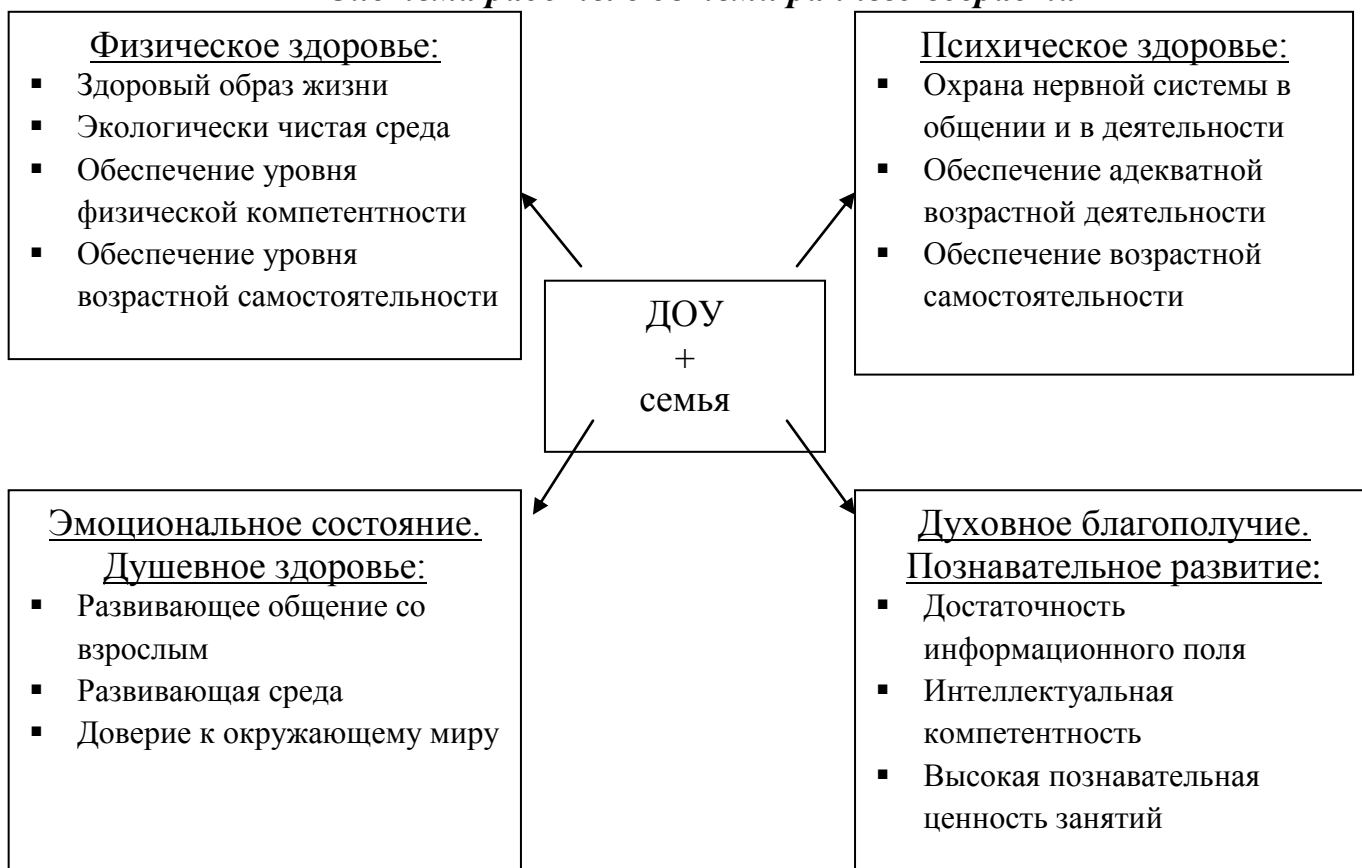 Физическое здоровье:
▪ Здоровый образ жизни
▪ Экологически чистая среда
▪ Обеспечение уровня
физической компетентности
▪ Обеспечение уровня
возрастной самостоятельности
Психическое здоровье:
▪ Охрана нервной системы в
общении и в деятельности
▪ Обеспечение адекватной
возрастной деятельности
▪ Обеспечение возрастной
самостоятельности
ДОУ
+
семья
Эмоциональное состояние.
Душевное здоровье:
▪ Развивающее общение со
взрослым
▪ Развивающая среда
▪ Доверие к окружающему миру
Духовное благополучие.
Познавательное развитие:
▪ Достаточность
информационного поля
▪ Интеллектуальная
компетентность
▪ Высокая познавательная
ценность занятий